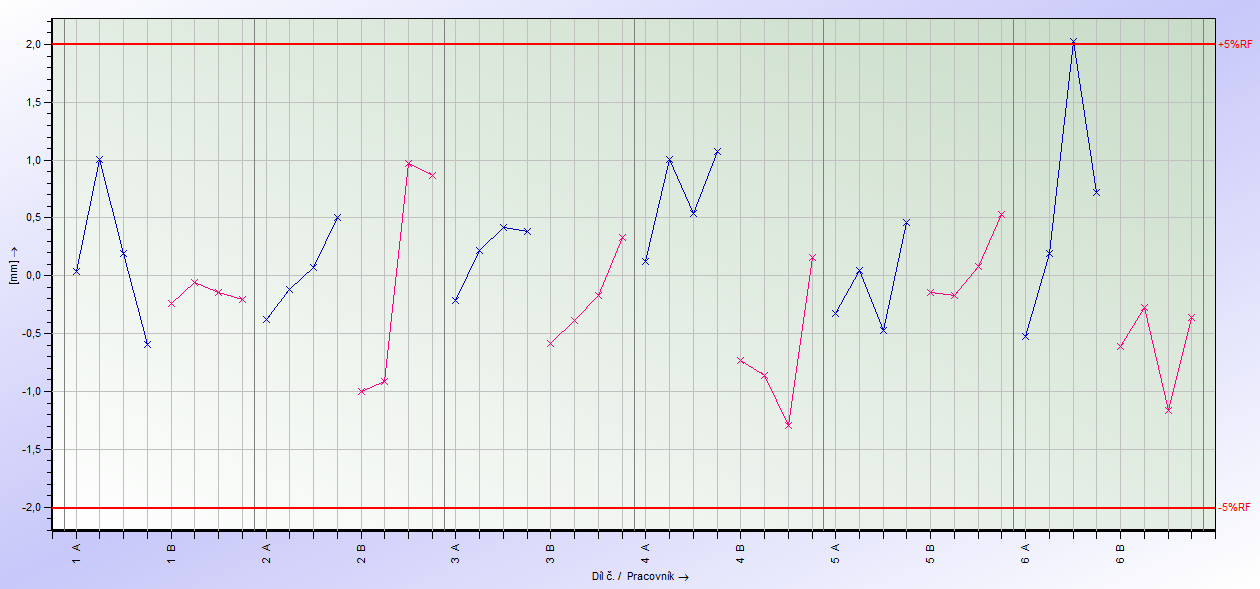 2,0
+5%RF
1,5
1,0
0,5
[mm] →
0,0
-0,5
-1,0
-1,5
-2,0
-5%RF
1 A
1 B
2 A
2 B
3 A
3 B
4 A
4 B
5 A
5 B
6 A
6 B
Díl č. / Pracovník →